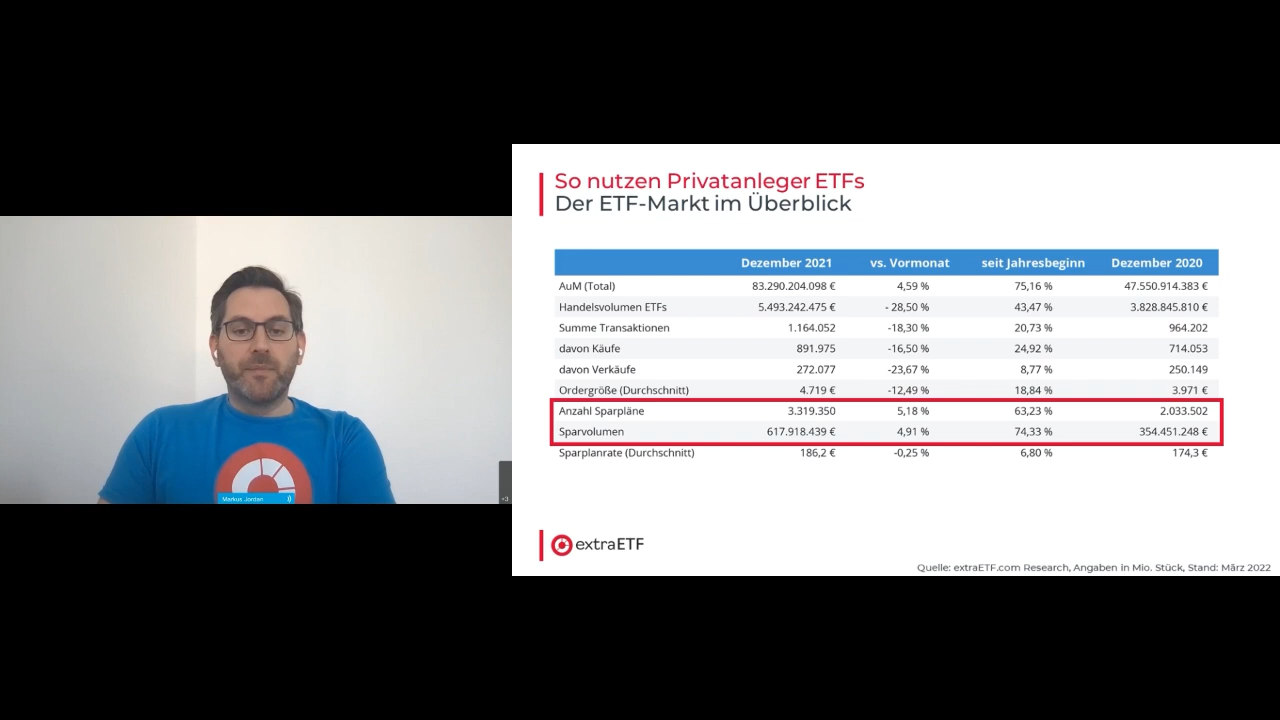 So nutzen Privatanleger ETFs
Der ETF-Markt im Überblick
Dezember 2021 vs. Vormonat seit Jahresbeginn Dezember 2020
AuM (Total) 83.290.204.098 € 4,59 % 75,16 % 47.550.914.383 €
Handelsvolumen ETFs 5.493.242.475 € - 28,50 % 43,47 % 3.828.845.810 €
Summe Transaktionen 1.164.052 -18,30 % 20,73 % 964.202
davon Käufe 891.975 -16,50 % 24,92 % 714.053
davon Verkäufe 272.077 -23,67 % 8,77 % 250.149
Ordergröße (Durchschnitt) 4.719 € -12,49 % 18,84 % 3.971 €
Anzahl Sparpläne 3.319.350 5,18 % 63,23 % 2.033.502
Sparvolumen 617.918.439 € 4,91 % 74,33 % 354.451.248 €
Sparplanrate (Durchschnitt) 186,2 € -0,25 % 6,80 % 174,3 €
Markus Jordan
+3
extraETF
Quelle: extraETF.com Research, Angaben in Mio. Stück, Stand: März 2022